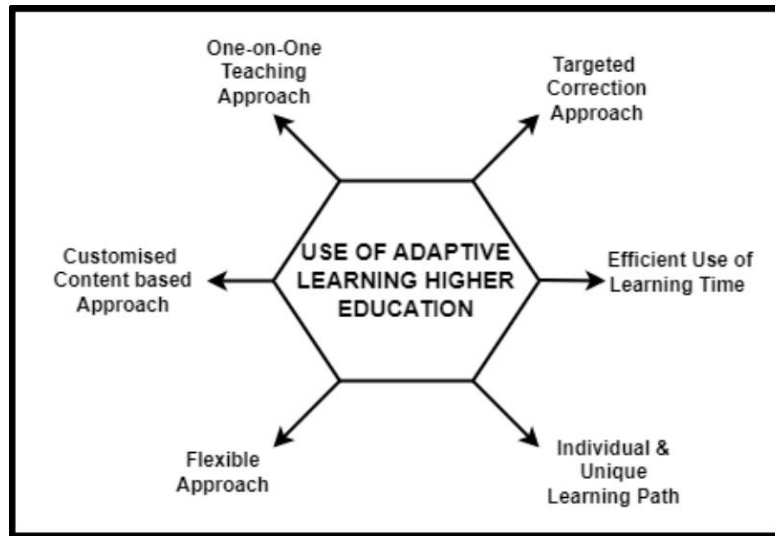 One-on-One
Teaching
Approach
Targeted
Correction
Approach
Customised
Content based
Approach
USE OF ADAPTIVE
LEARNING HIGHER
EDUCATION
Efficient Use of
Learning Time
Flexible
Approach
Individual &
Unique
Learning Path